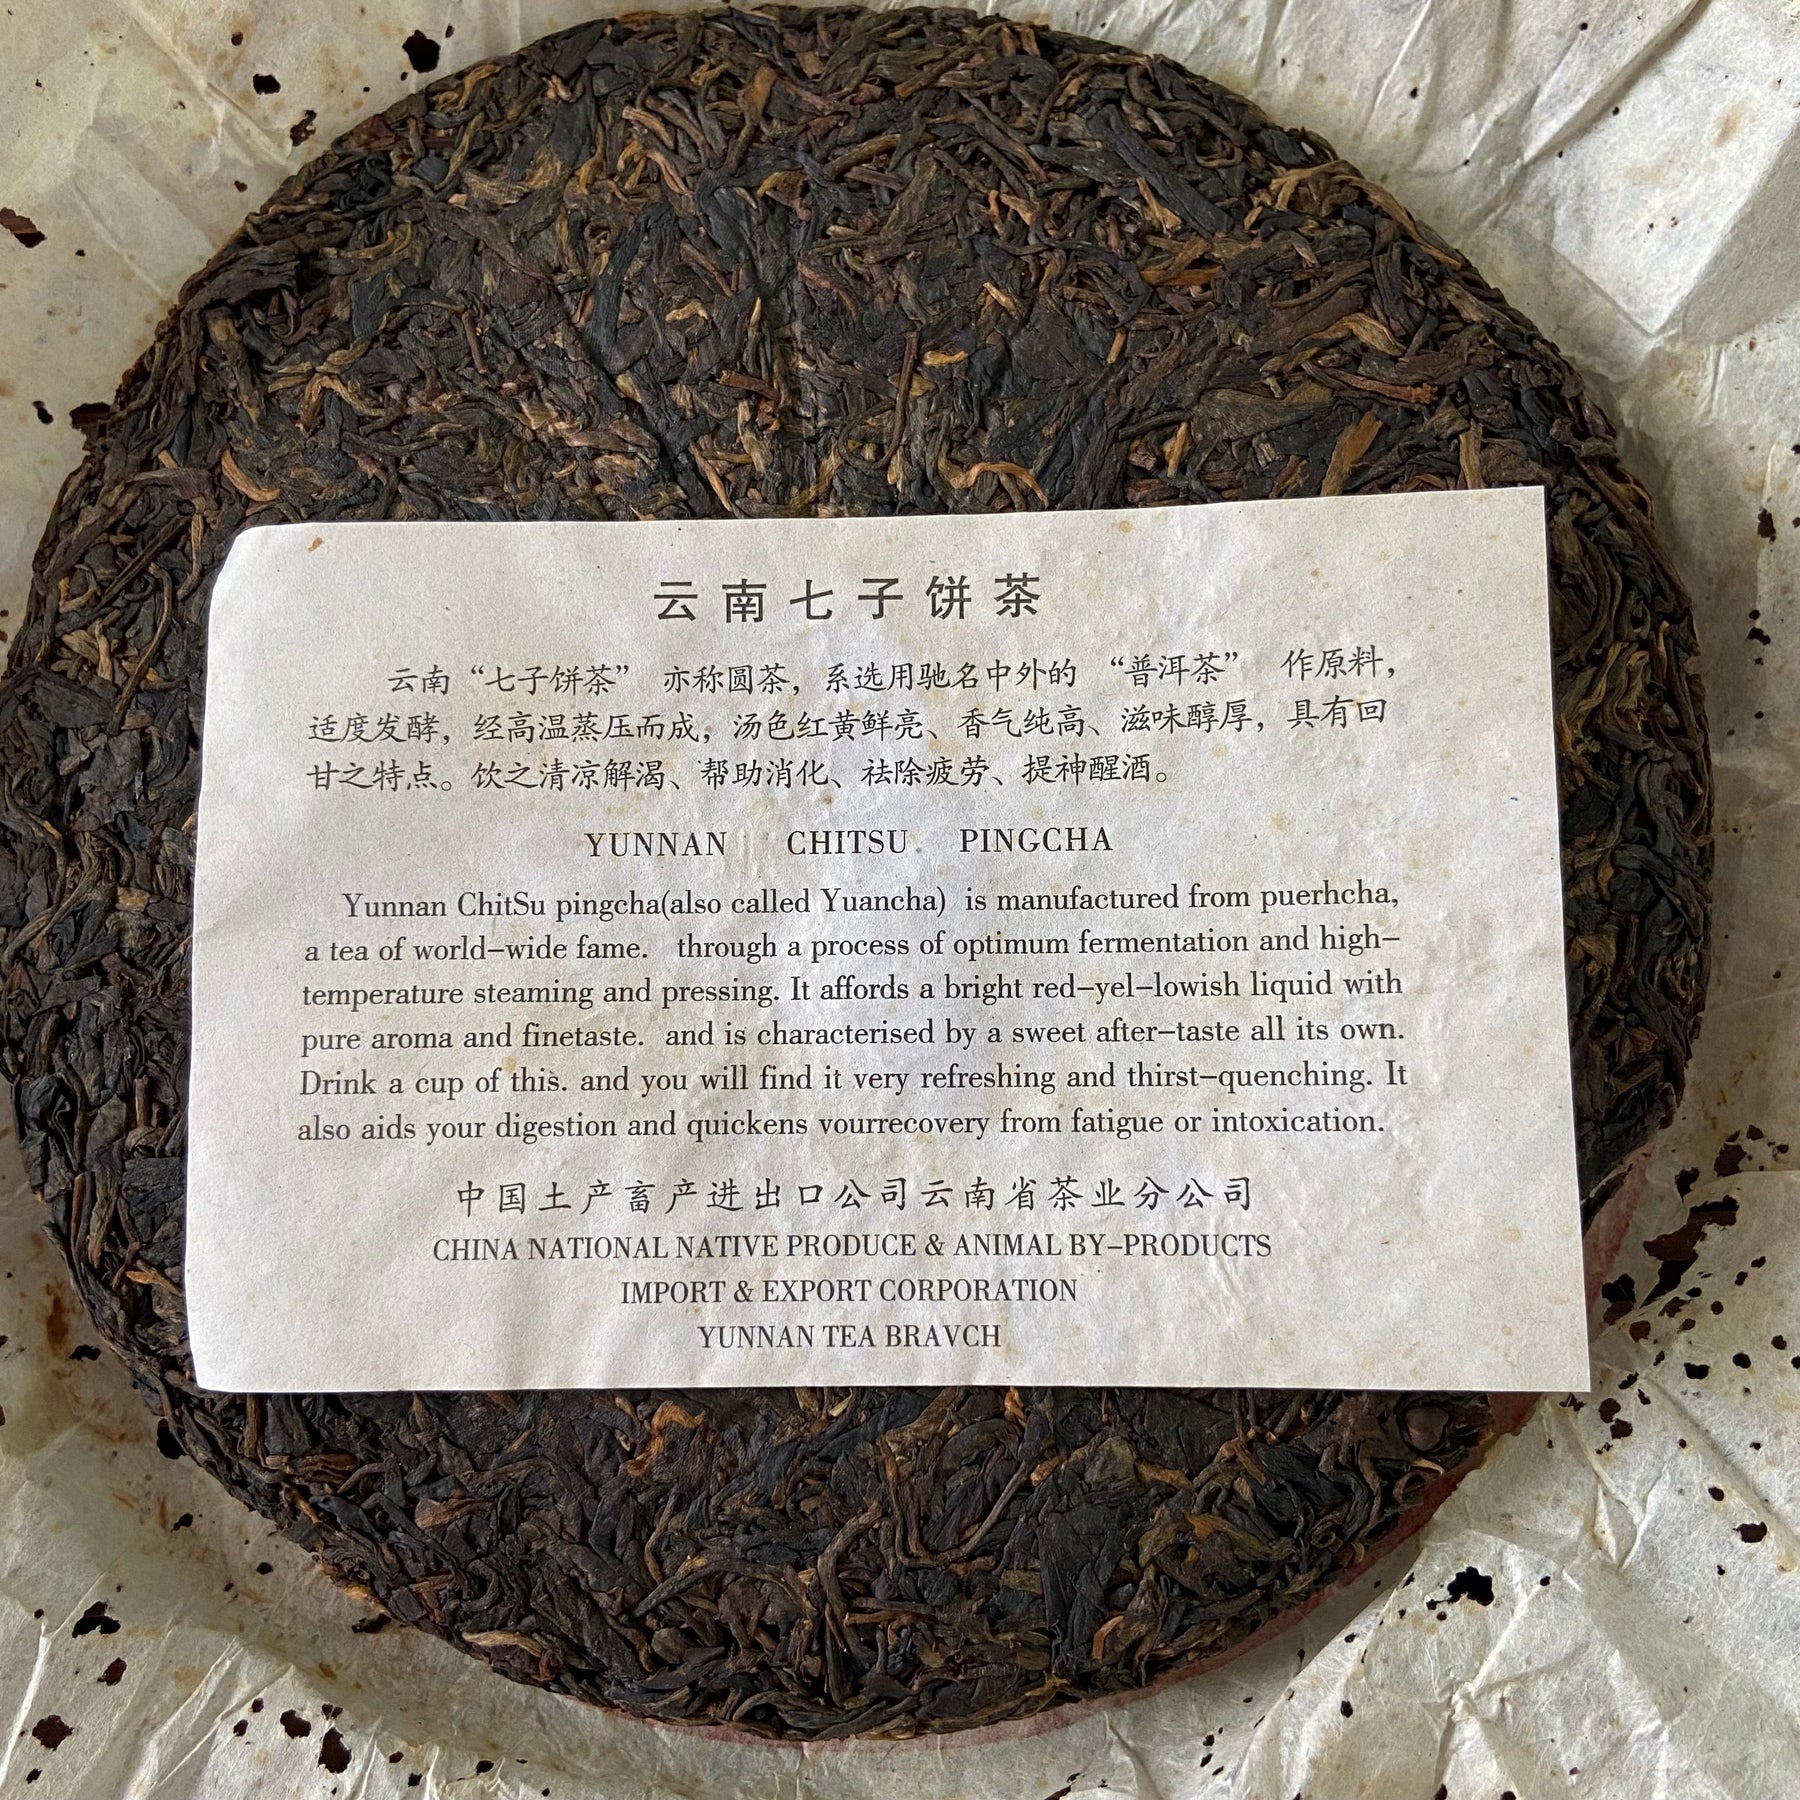 云南七子饼茶
云南“七子饼茶” 亦称圆茶，系选用驰名中外的 “普洱茶” 作原料，
适度发酵，经高温蒸压而成，汤色红黄鲜亮、香气纯高、滋味醇厚，具有回
甘之特点。饮之清凉解渴、帮助消化、祛除疲劳、提神醒酒。
YUNNAN CHITSU PINGCHA
Yunnan ChitSu pingcha(also called Yuancha) is manufactured from puerhcha,
a tea of world–wide fame. through a process of optimum fermentation and high–
temperature steaming and pressing. It affords a bright red–yel–lowish liquid with
pure aroma and finetaste. and is characterised by a sweet after–taste all its own.
Drink a cup of this. and you will find it very refreshing and thirst–quenching. It
also aids your digestion and quickens vourrecovery from fatigue or intoxication.
中国土产畜产进出口公司云南省茶业分公司
CHINA NATIONAL NATIVE PRODUCE & ANIMAL BY–PRODUCTS
IMPORT & EXPORT CORPORATION
YUNNAN TEA BRAVCH